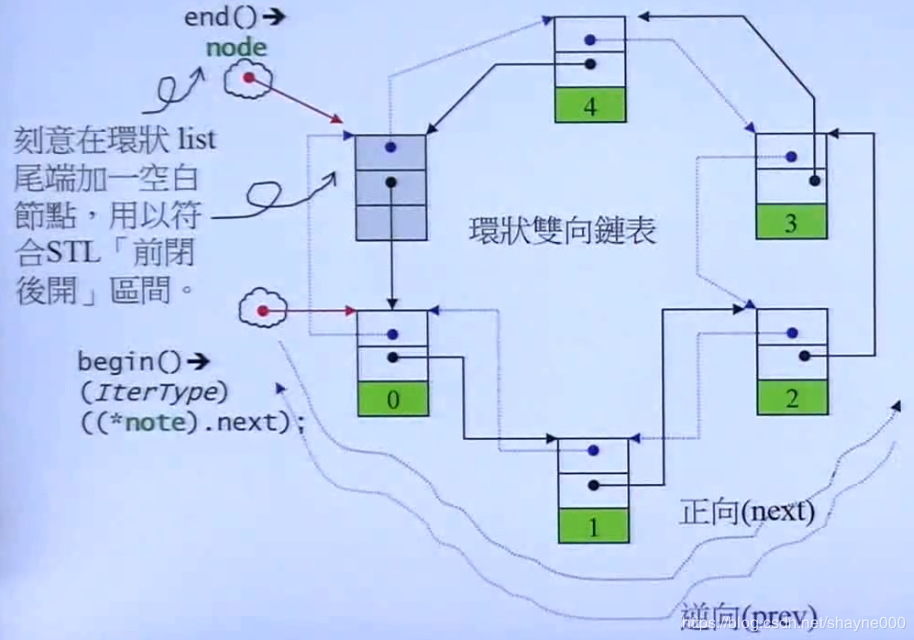 end()➔
node
刻意在環狀 list
尾端加一空白
節點，用以符
合STL「前閉
後開」區間。
begin()➔
(IterType)
((*note).next);
環狀雙向鏈表
4
3
2
0
1
正向(next)
逆向(prev)
https://blog.csdn.net/shayne000